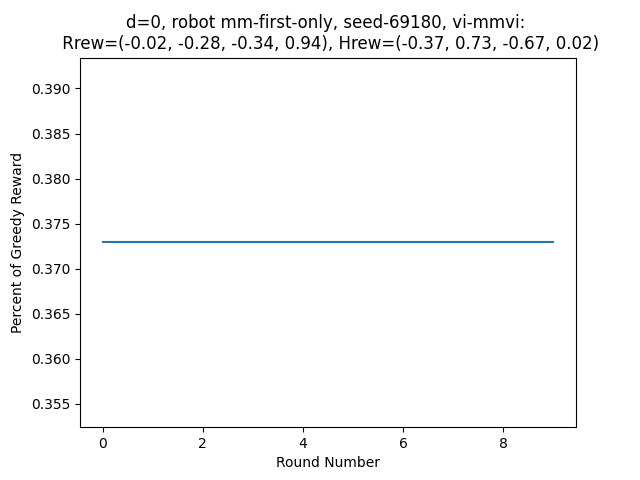 d=0, robot mm-first-only, seed-69180, vi-mmvi:
Rrew=(-0.02, -0.28, -0.34, 0.94), Hrew=(-0.37, 0.73, -0.67, 0.02)
0.390
0.385
0.380
0.375
0.370
0.365
0.360
0.355
Percent of Greedy Reward
0 2 4 6 8
Round Number